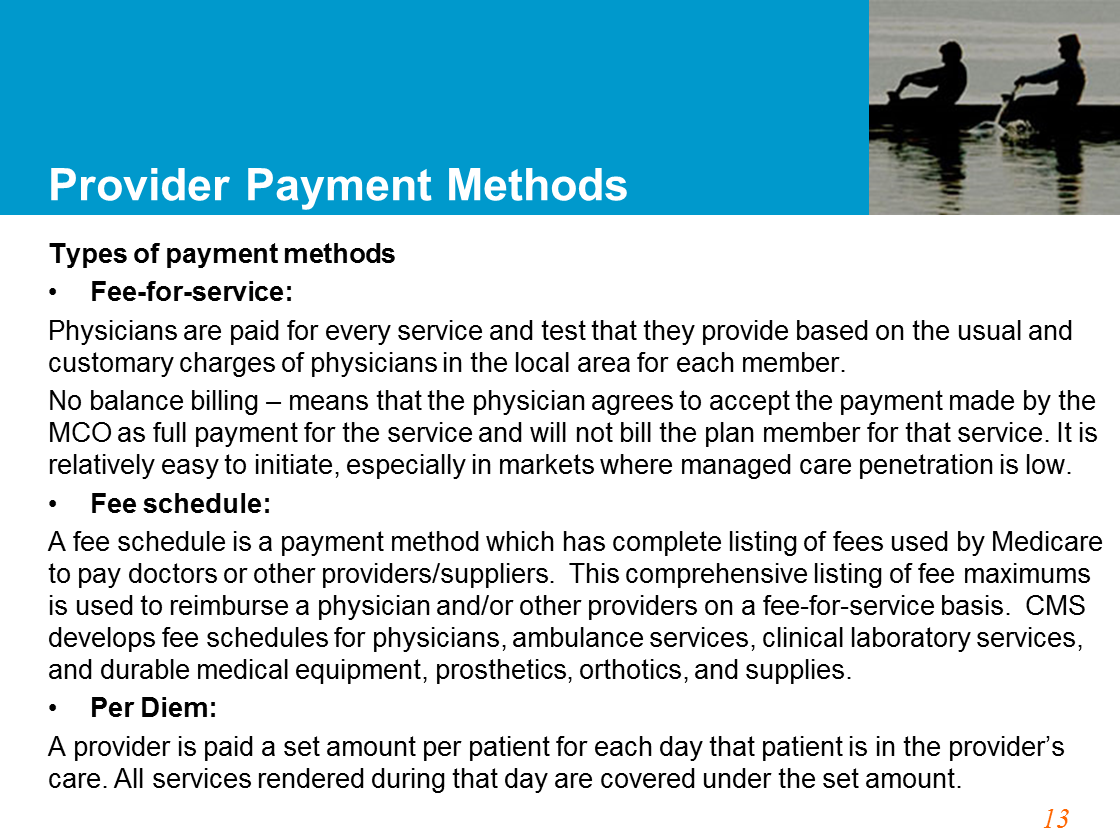 Provider Payment Methods
Types of payment methods
• Fee-for-service:
Physicians are paid for every service and test that they provide based on the usual and
customary charges of physicians in the local area for each member.
No balance billing – means that the physician agrees to accept the payment made by the
MCO as full payment for the service and will not bill the plan member for that service. It is
relatively easy to initiate, especially in markets where managed care penetration is low.
• Fee schedule:
A fee schedule is a payment method which has complete listing of fees used by Medicare
to pay doctors or other providers/suppliers.  This comprehensive listing of fee maximums
is used to reimburse a physician and/or other providers on a fee-for-service basis.  CMS
develops fee schedules for physicians, ambulance services, clinical laboratory services,
and durable medical equipment, prosthetics, orthotics, and supplies.
• Per Diem:
A provider is paid a set amount per patient for each day that patient is in the provider’s
care. All services rendered during that day are covered under the set amount.
13